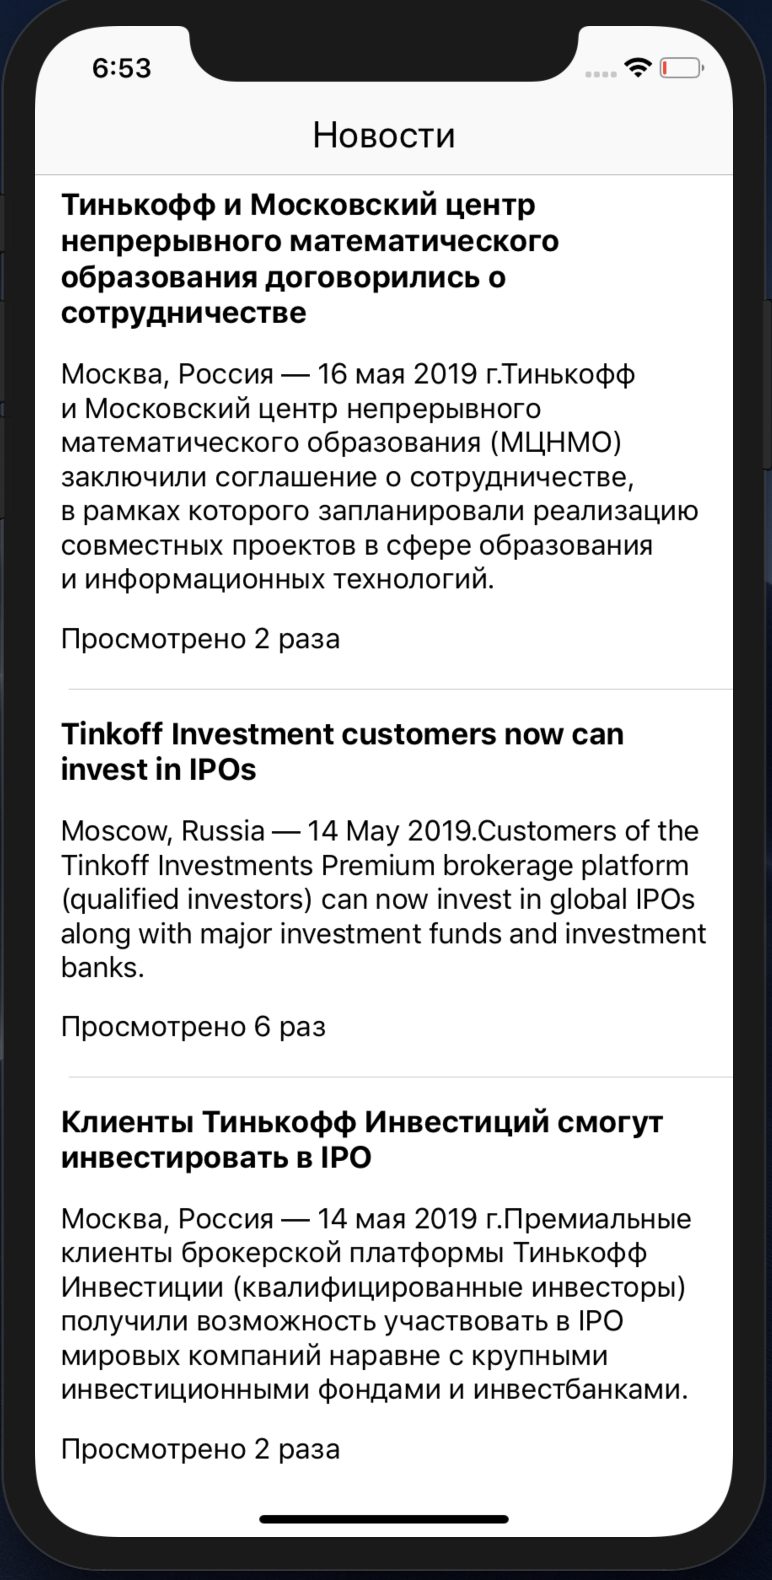 6:53
Новости
Тинькофф и Московский центр
непрерывного математического
образования договорились о
сотрудничестве
Москва, Россия — 16 мая 2019 г.Тинькофф
и Московский центр непрерывного
математического образования (МЦНМО)
заключили соглашение о сотрудничестве,
в рамках которого запланировали реализацию
совместных проектов в сфере образования
и информационных технологий.
Просмотрено 2 раза
Tinkoff Investment customers now can
invest in IPOs
Moscow, Russia — 14 May 2019.Customers of the
Tinkoff Investments Premium brokerage platform
(qualified investors) can now invest in global IPOs
along with major investment funds and investment
banks.
Просмотрено 6 раз
Клиенты Тинькофф Инвестиций смогут
инвестировать в IPO
Москва, Россия — 14 мая 2019 г.Премиальные
клиенты брокерской платформы Тинькофф
Инвестиции (квалифицированные инвесторы)
получили возможность участвовать в IPO
мировых компаний наравне с крупными
инвестиционными фондами и инвестбанками.
Просмотрено 2 раза